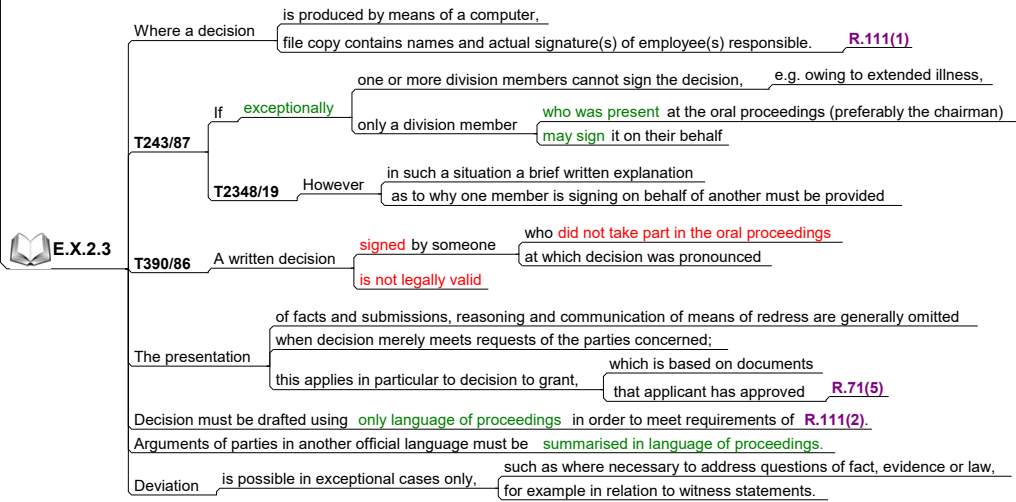 Where a decision
is produced by means of a computer,
file copy contains names and actual signature(s) of employee(s) responsible. R.111(1)
T243/87
If exceptionally
one or more division members cannot sign the decision, e.g. owing to extended illness,
only a division member
who was present at the oral proceedings (preferably the chairman)
may sign it on their behalf
T2348/19 However
in such a situation a brief written explanation
as to why one member is signing on behalf of another must be provided
E.X.2.3
T390/86 A written decision
signed by someone
who did not take part in the oral proceedings
at which decision was pronounced
is not legally valid
The presentation
of facts and submissions, reasoning and communication of means of redress are generally omitted
when decision merely meets requests of the parties concerned;
this applies in particular to decision to grant,
which is based on documents
that applicant has approved R.71(5)
Decision must be drafted using only language of proceedings in order to meet requirements of R.111(2).
Arguments of parties in another official language must be summarised in language of proceedings.
Deviation is possible in exceptional cases only,
such as where necessary to address questions of fact, evidence or law,
for example in relation to witness statements.